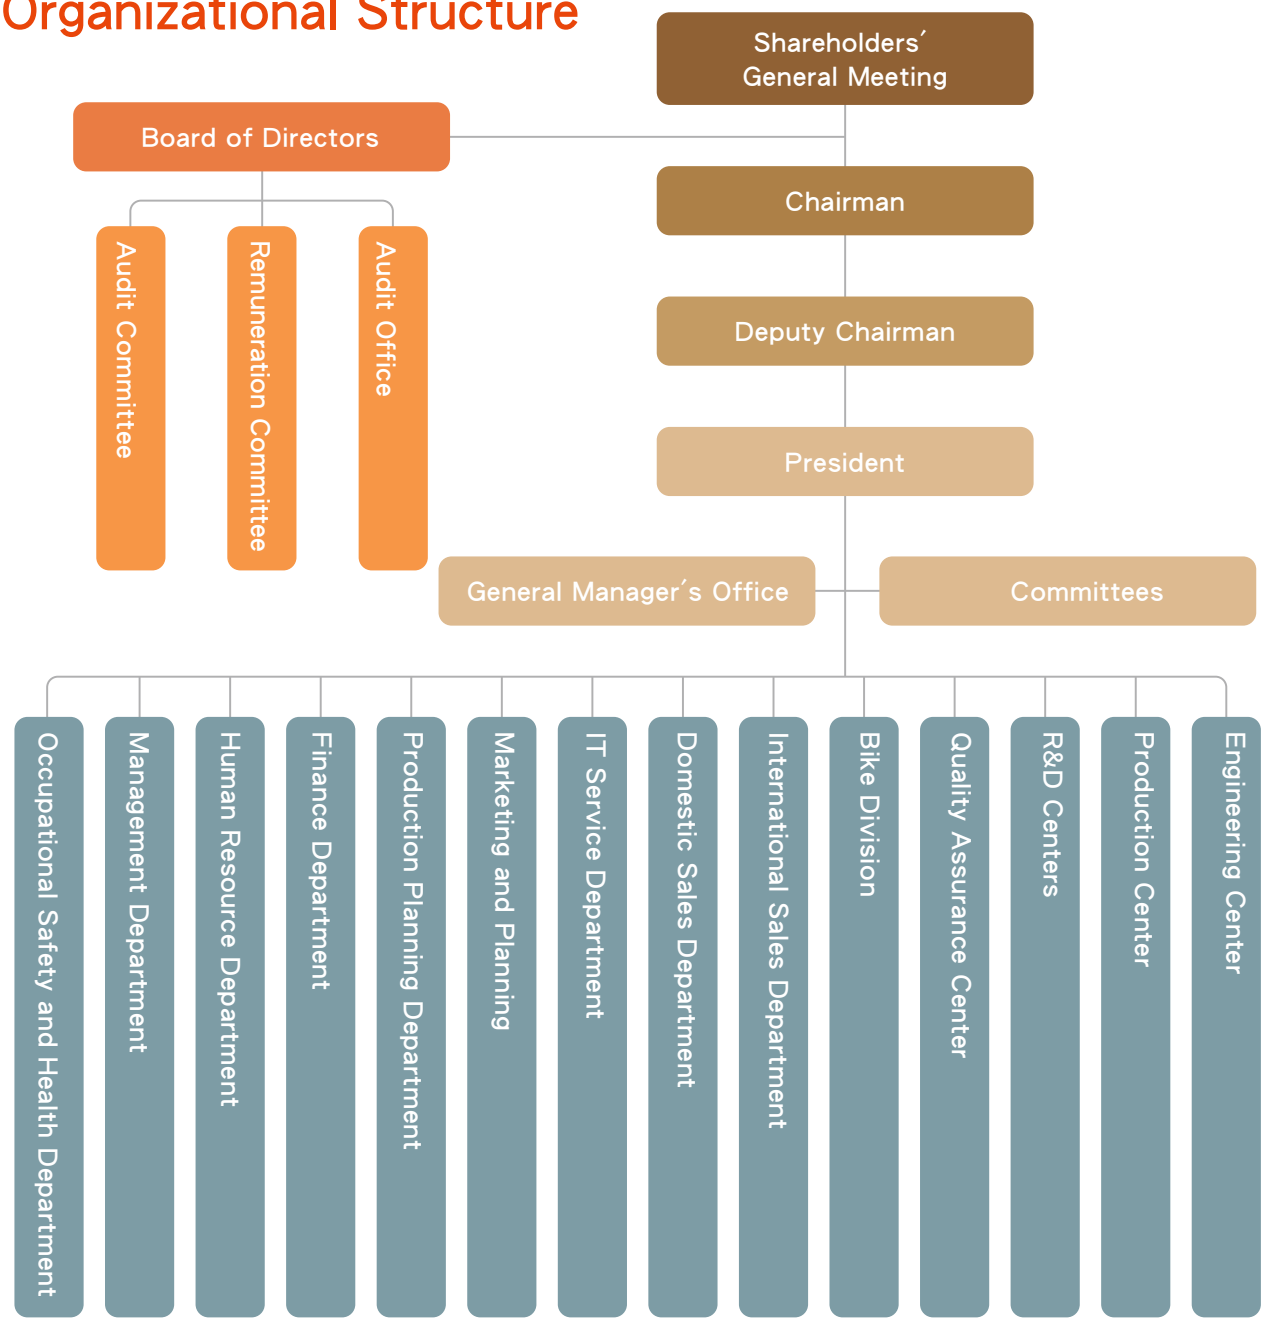 Organizational Structure
Shareholders´
General Meeting
Board of Directors
Chairman
Audit Committee
Remuneration Committee
Audit Office
Deputy Chairman
President
General Manager´s Office
Committees
Occupational Safety and Health Department
Management Department
Human Resource Department
Finance Department
Production Planning Department
Marketing and Planning
IT Service Department
Domestic Sales Department
International Sales Department
Bike Division
Quality Assurance Center
R&D Centers
Production Center
Engineering Center